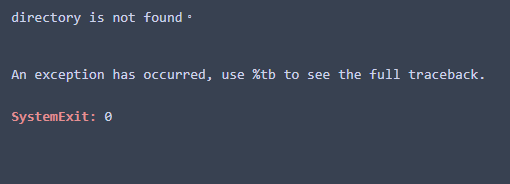 directory is not found。
An exception has occurred, use %tb to see the full traceback.
SystemExit: 0